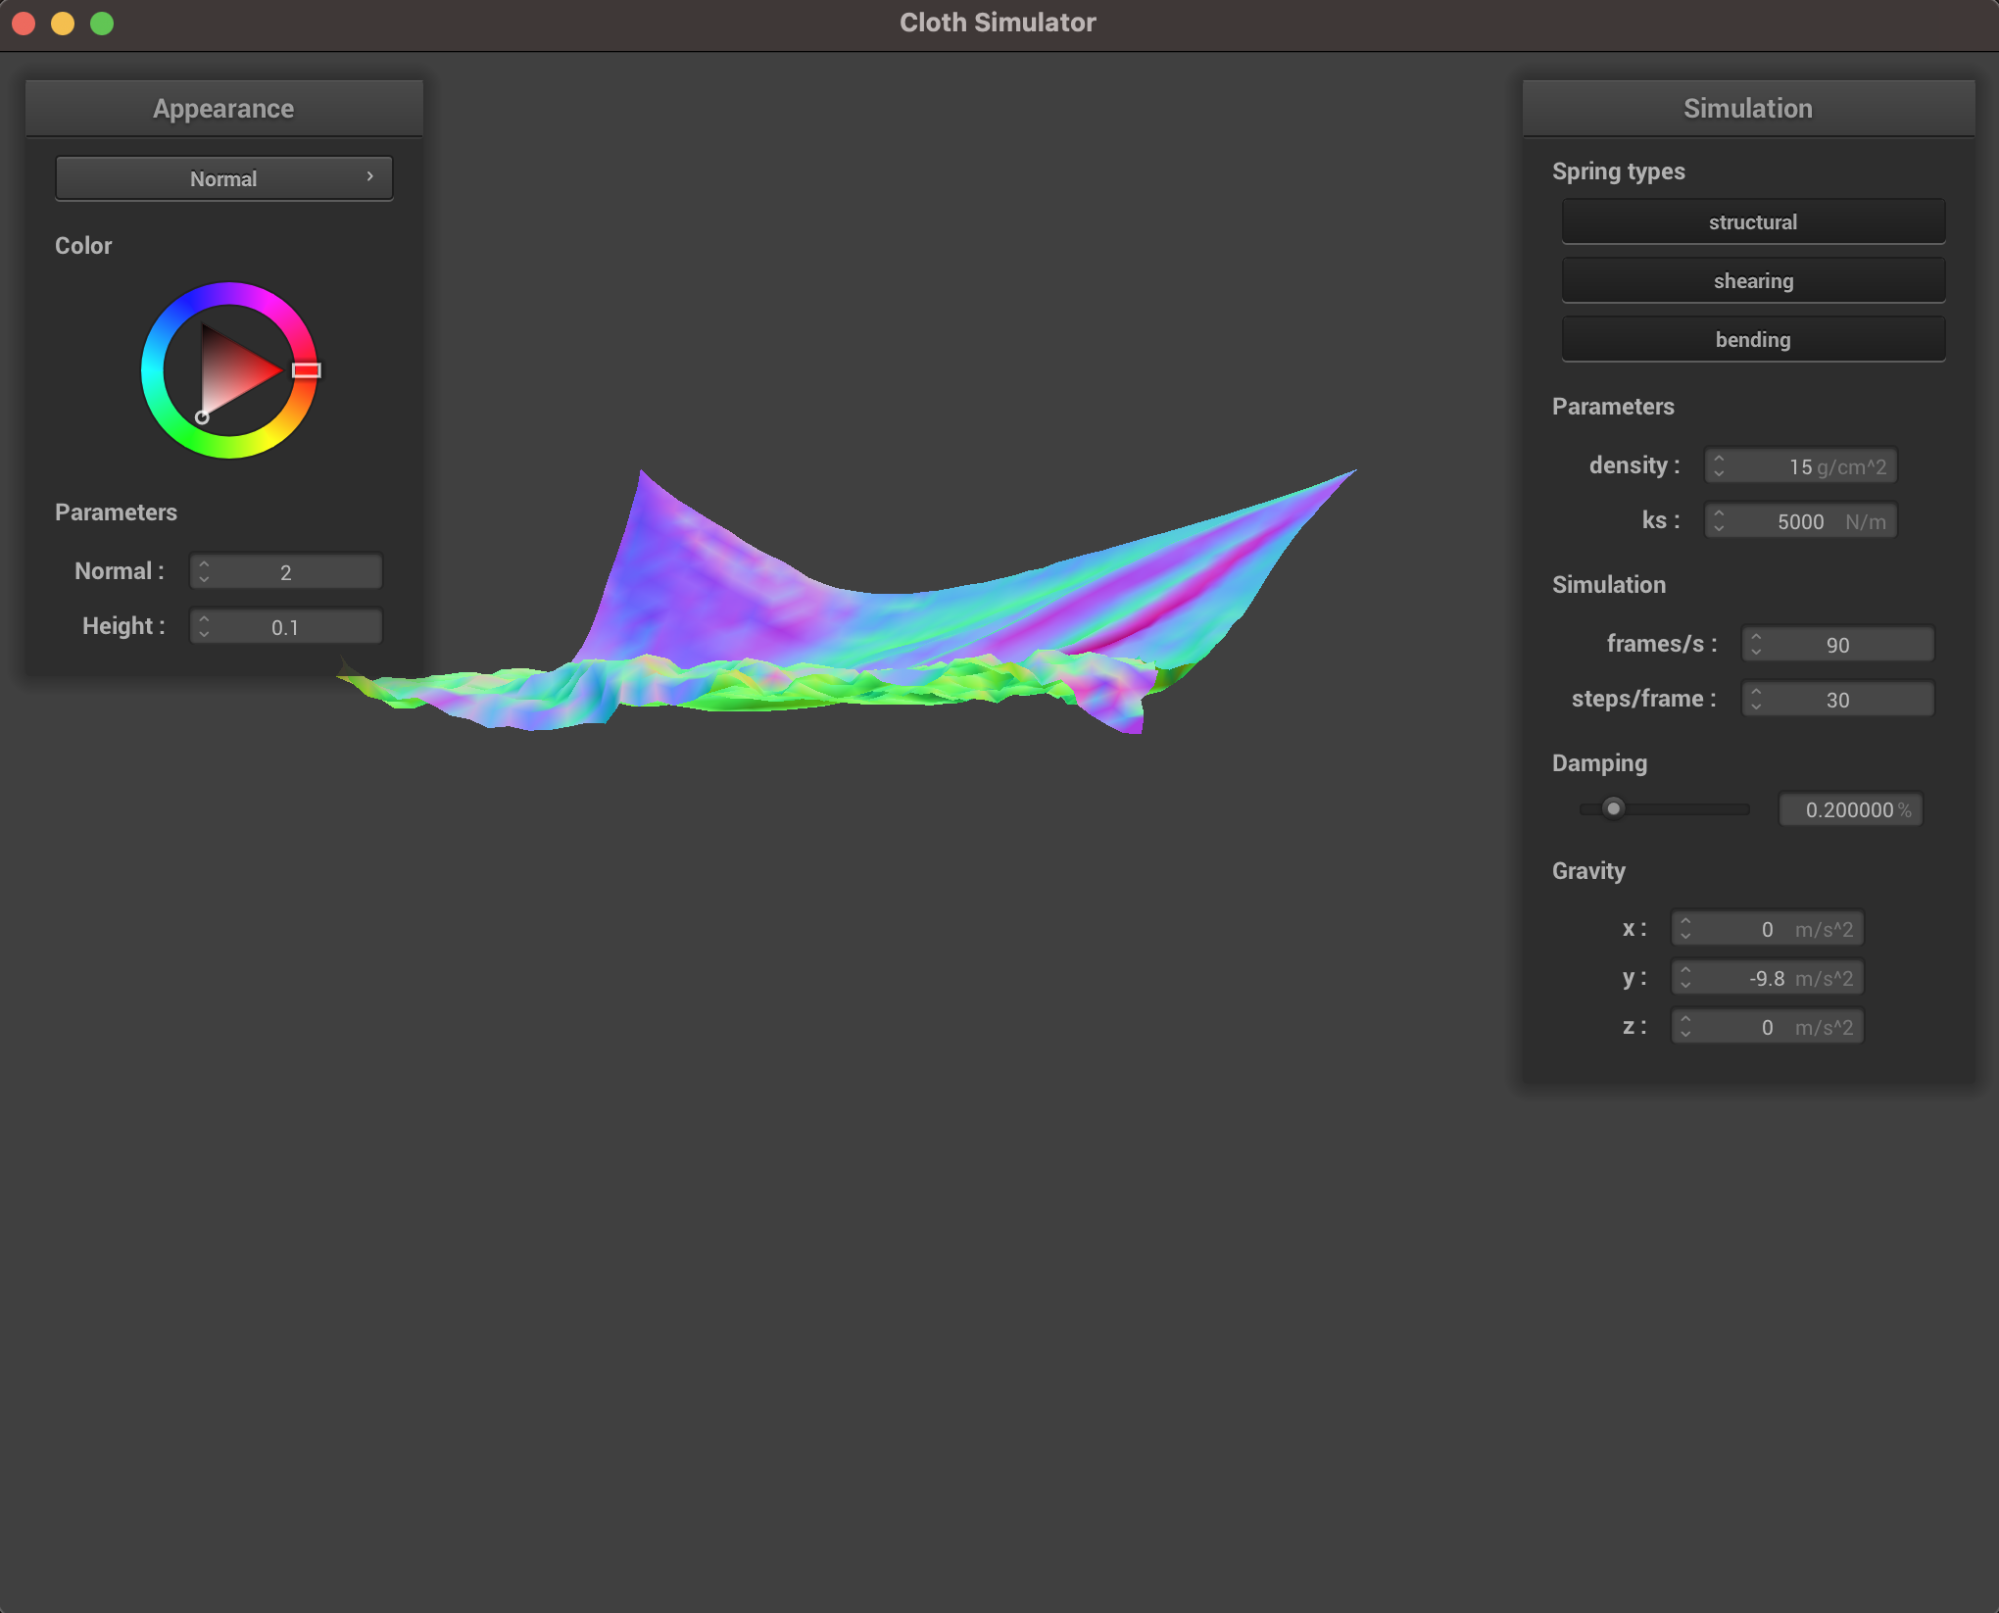 Cloth Simulator
Appearance
Normal
Color
Parameters
Normal : 2
Height : 0.1
Simulation
Spring types
structural
shearing
bending
Parameters
density : 15 g/cm^2
ks : 5000 N/m
Simulation
frames/s : 90
steps/frame : 30
Damping
0.200000 %
Gravity
x : 0 m/s^2
y : -9.8 m/s^2
z : 0 m/s^2